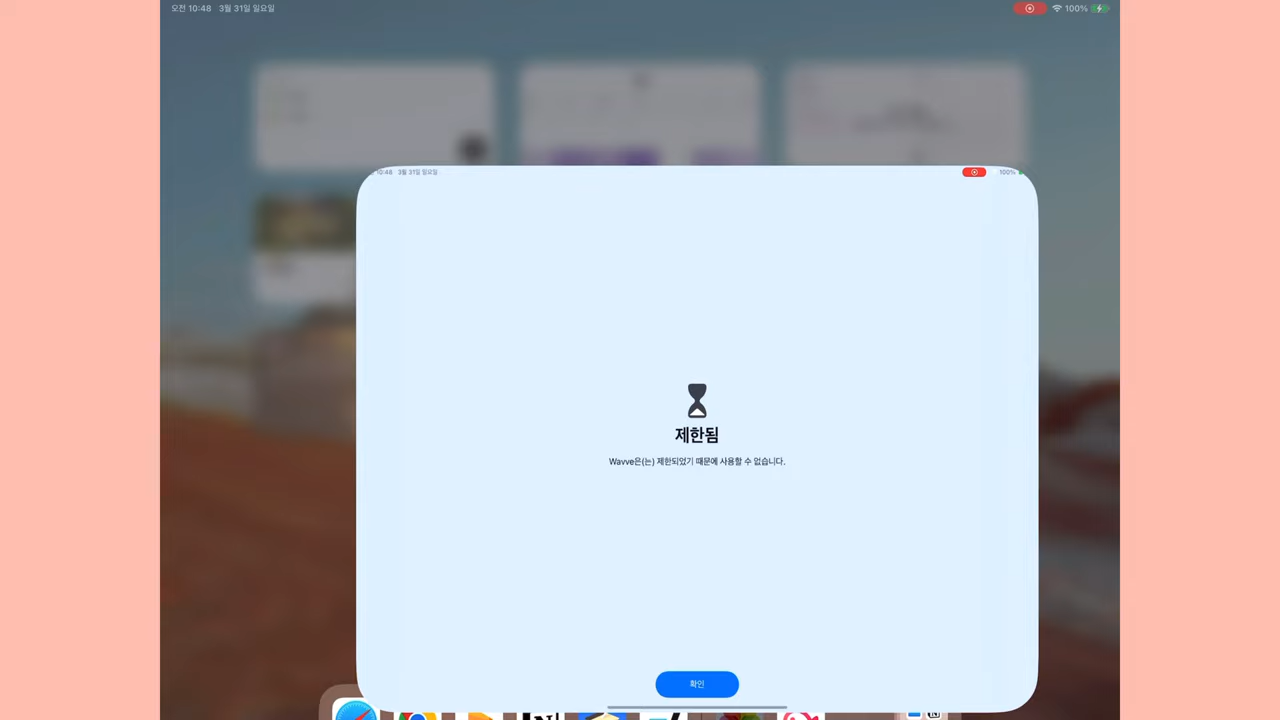 오전 10:48 3월 31일 일요일
100%
10:48 3월 31일 일요일
100%
제한됨
Wavve은(는) 제한되었기 때문에 사용할 수 없습니다.
확인